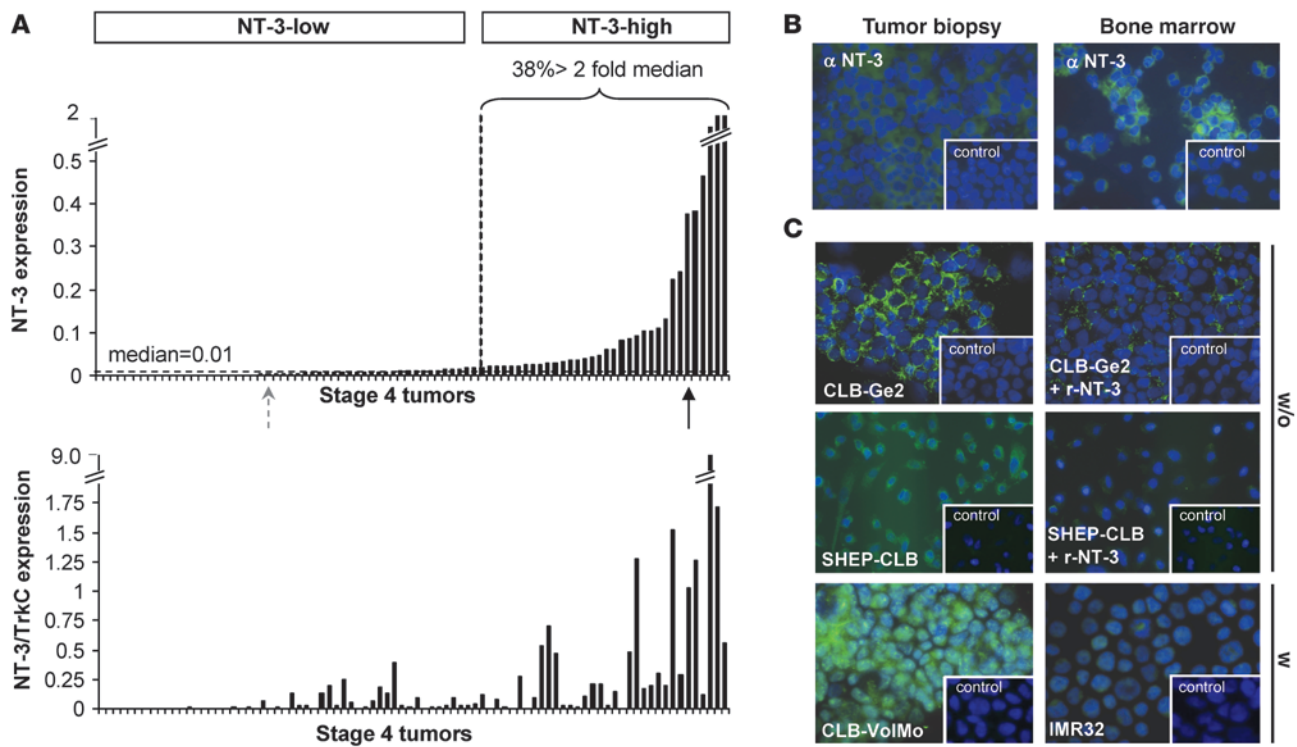 A
NT-3-low
NT-3-high
38%> 2 fold median
2
0.5
0.4
0.3
0.2
0.1
0
NT-3 expression
median=0.01
Stage 4 tumors
9.0
1.75
1.5
1.25
1
0.75
0.5
0.25
0
NT-3/TrkC expression
Stage 4 tumors
B
Tumor biopsy
Bone marrow
α NT-3
control
α NT-3
control
C
CLB-Ge2
control
CLB-Ge2
+ r-NT-3
control
SHEP-CLB
control
SHEP-CLB
+ r-NT-3
control
w/o
CLB-VolMo-
control
IMR32
control
w